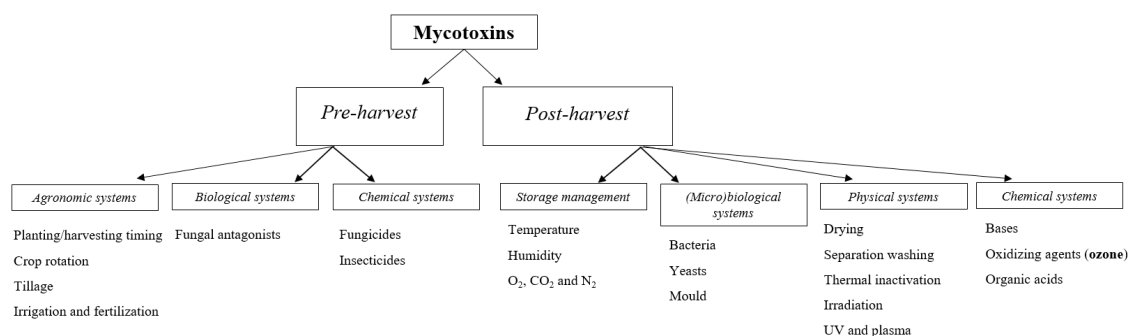 Mycotoxins
Pre-harvest
Post-harvest
Agronomic systems
Planting/harvesting timing
Crop rotation
Tillage
Irrigation and fertilization
Biological systems
Fungal antagonists
Chemical systems
Fungicides
Insecticides
Storage management
Temperature
Humidity
O₂, CO₂ and N₂
(Micro)biological
systems
Bacteria
Yeasts
Mould
Physical systems
Drying
Separation washing
Thermal inactivation
Irradiation
UV and plasma
Chemical systems
Bases
Oxidizing agents (ozone)
Organic acids